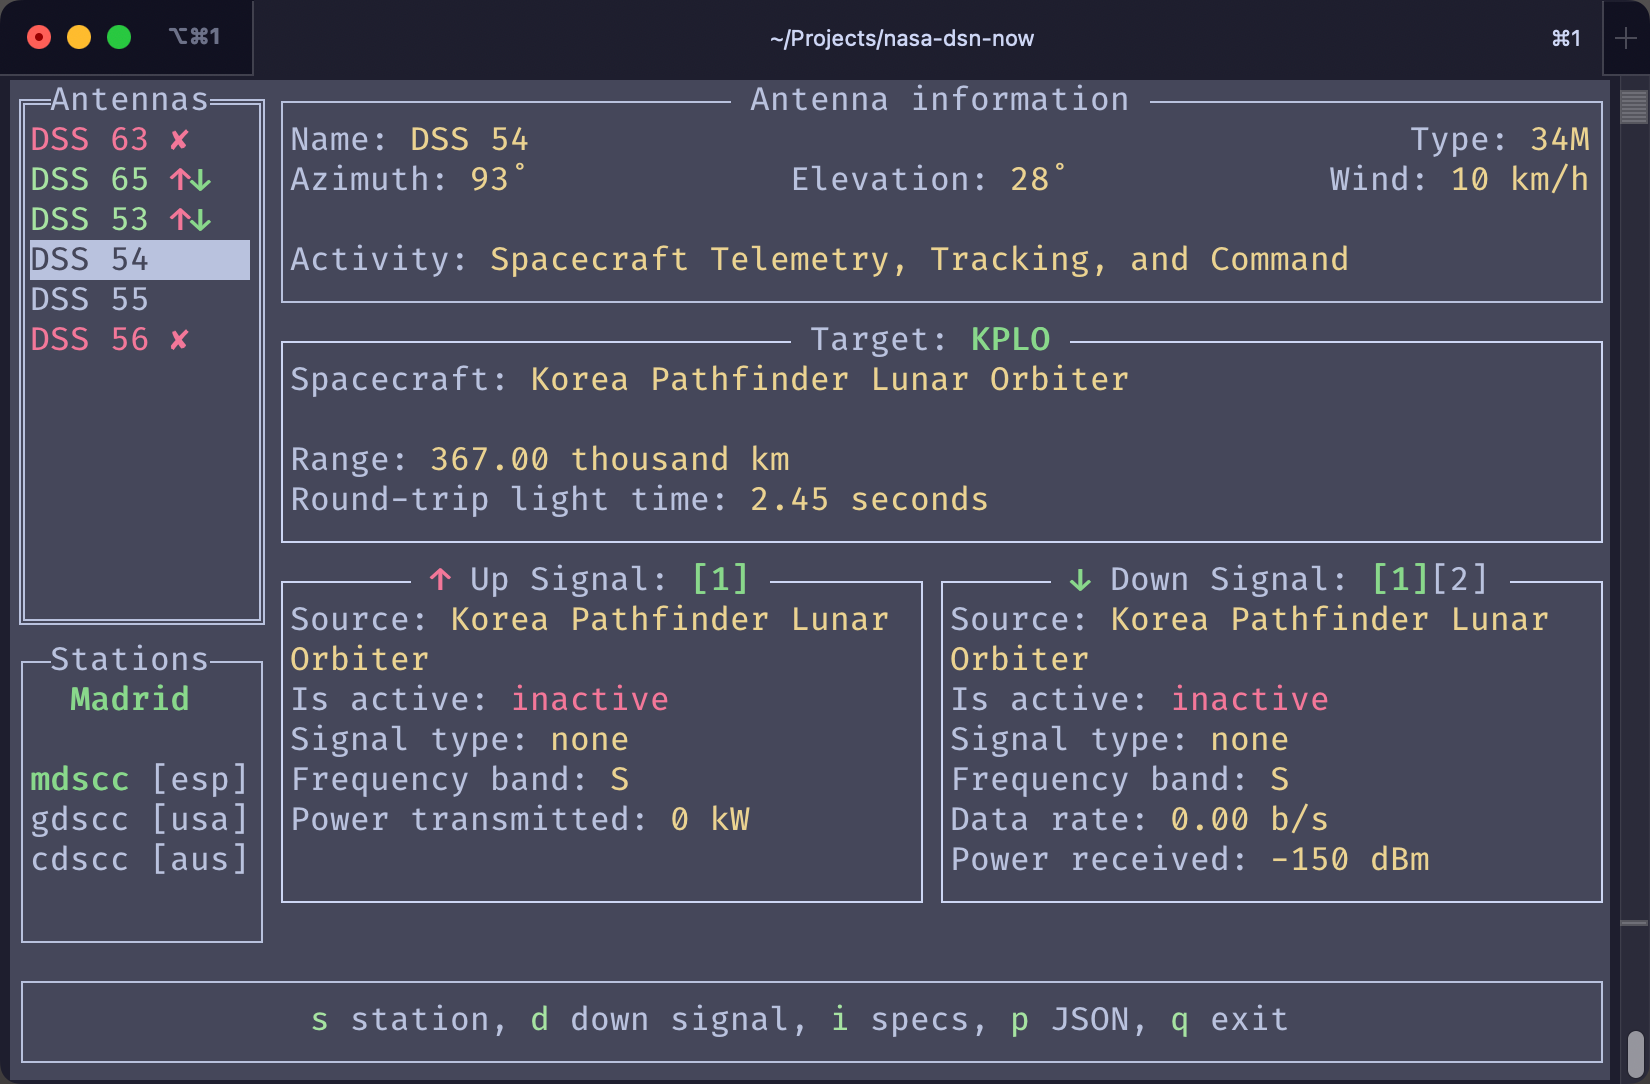 ⌥⌘1
~/Projects/nasa-dsn-now
⌘1
Antennas
DSS 63 ✘
DSS 65 ↑↓
DSS 53 ↑↓
DSS 54
DSS 55
DSS 56 ✘
Stations
Madrid
mdscc [esp]
gdscc [usa]
cdscc [aus]
Antenna information
Name: DSS 54 Type: 34M
Azimuth: 93° Elevation: 28° Wind: 10 km/h
Activity: Spacecraft Telemetry, Tracking, and Command
Target: KPLO
Spacecraft: Korea Pathfinder Lunar Orbiter
Range: 367.00 thousand km
Round-trip light time: 2.45 seconds
↑ Up Signal: [1]
Source: Korea Pathfinder Lunar
Orbiter
Is active: inactive
Signal type: none
Frequency band: S
Power transmitted: 0 kW
↓ Down Signal: [1][2]
Source: Korea Pathfinder Lunar
Orbiter
Is active: inactive
Signal type: none
Frequency band: S
Data rate: 0.00 b/s
Power received: -150 dBm
s station, d down signal, i specs, p JSON, q exit